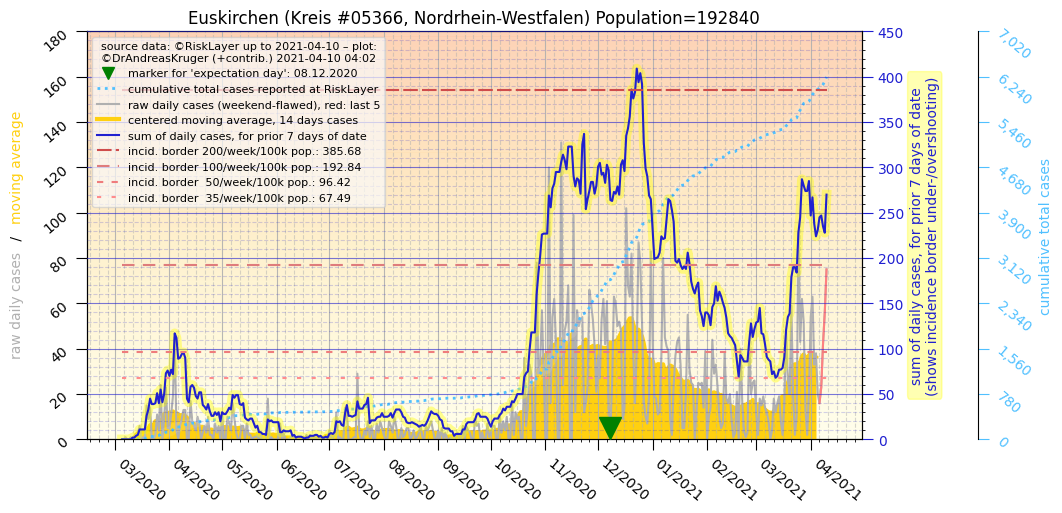 Euskirchen (Kreis #05366, Nordrhein-Westfalen) Population=192840
source data: ©RiskLayer up to 2021-04-10 – plot:
©DrAndreasKruger (+contrib.) 2021-04-10 04:02
marker for 'expectation day': 08.12.2020
cumulative total cases reported at RiskLayer
raw daily cases (weekend-flawed), red: last 5
centered moving average, 14 days cases
sum of daily cases, for prior 7 days of date
incid. border 200/week/100k pop.: 385.68
incid. border 100/week/100k pop.: 192.84
incid. border  50/week/100k pop.: 96.42
incid. border  35/week/100k pop.: 67.49
raw daily cases  /  moving average
180
160
140
120
100
80
60
40
20
0
03/2020
04/2020
05/2020
06/2020
07/2020
08/2020
09/2020
10/2020
11/2020
12/2020
01/2021
02/2021
03/2021
04/2021
450
400
350
300
250
200
150
100
50
0
sum of daily cases, for prior 7 days of date
(shows incidence border under-/overshooting)
7,020
6,240
5,460
4,680
3,900
3,120
2,340
1,560
780
0
cumulative total cases